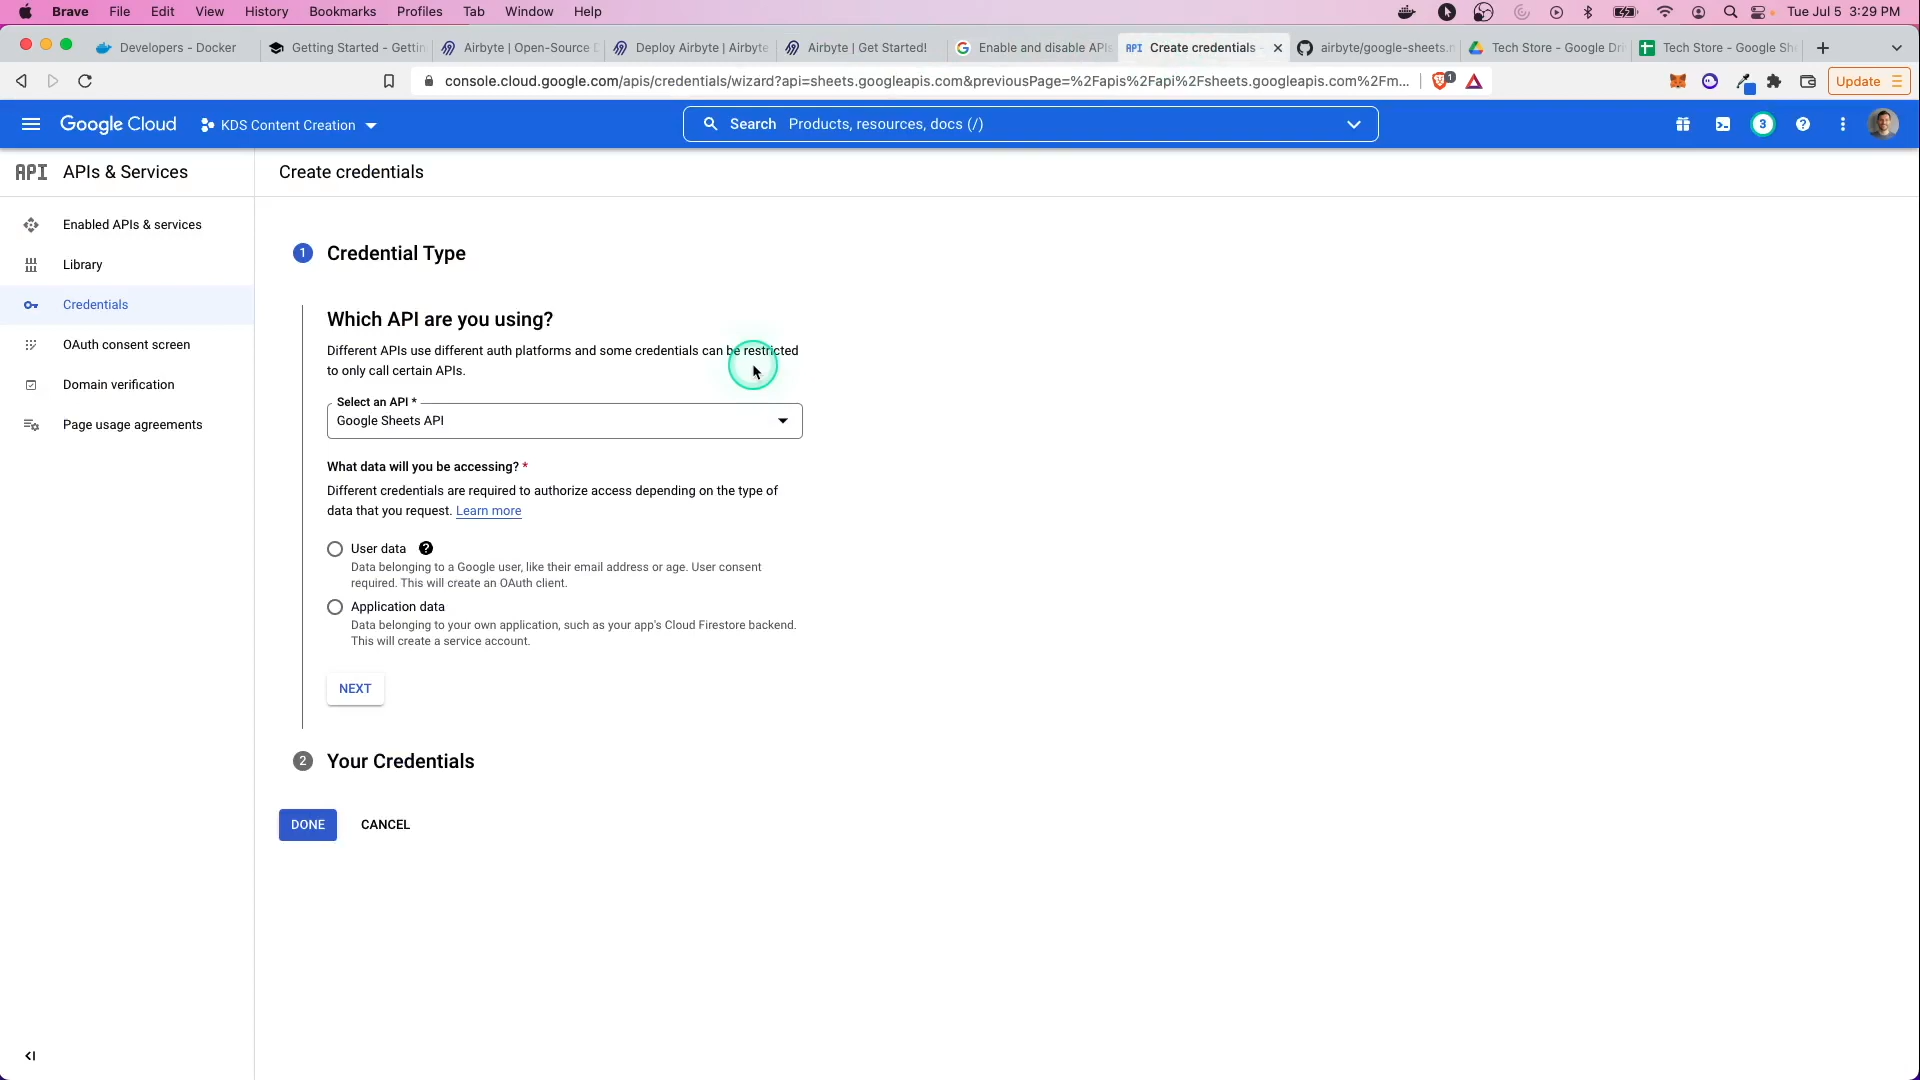 Brave File Edit View History Bookmarks Profiles Tab Window Help Tue Jul 5 3:29 PM
Developers - Docker Getting Started - Gettin Airbyte | Open-Source D Deploy Airbyte | Airbyte Airbyte | Get Started! Enable and disable APIs API Create credentials - airbyte/google-sheets.m Tech Store - Google Dri Tech Store - Google She
console.cloud.google.com/apis/credentials/wizard?api=sheets.googleapis.com&previousPage=%2Fapis%2Fapi%2Fsheets.googleapis.com%2Fm... 1 Update
Google Cloud KDS Content Creation Search Products, resources, docs (/) 3
API APIs & Services
Create credentials
Enabled APIs & services
Library
Credentials
OAuth consent screen
Domain verification
Page usage agreements
1 Credential Type
Which API are you using?
Different APIs use different auth platforms and some credentials can be restricted
to only call certain APIs.
Select an API *
Google Sheets API
What data will you be accessing? *
Different credentials are required to authorize access depending on the type of
data that you request. Learn more
User data
Data belonging to a Google user, like their email address or age. User consent
required. This will create an OAuth client.
Application data
Data belonging to your own application, such as your app's Cloud Firestore backend.
This will create a service account.
NEXT
2 Your Credentials
DONE CANCEL